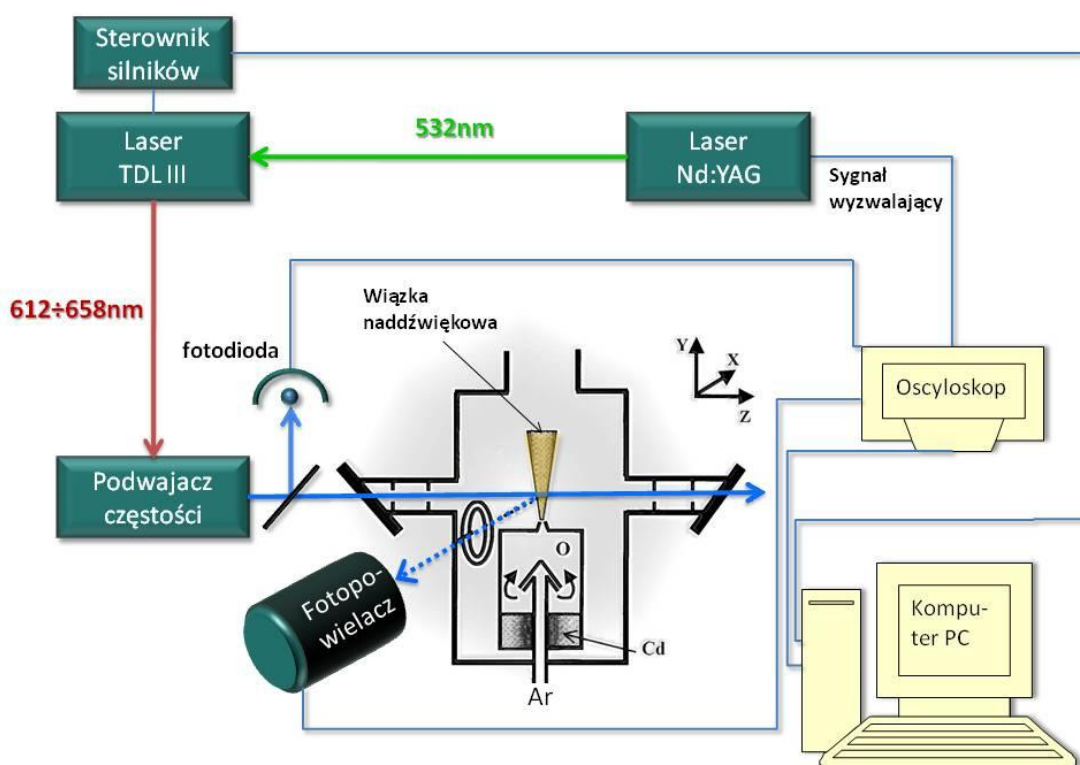 Sterownik
silników
Laser
TDL III
532nm
Laser
Nd:YAG
Sygnał
wyzwalający
612÷658nm
fotodioda
Wiązka
naddźwiękowa
Y
X
Z
Oscyloskop
Podwajacz
częstości
Fotopo-
wielacz
O
Cd
Ar
Kompu-
ter PC